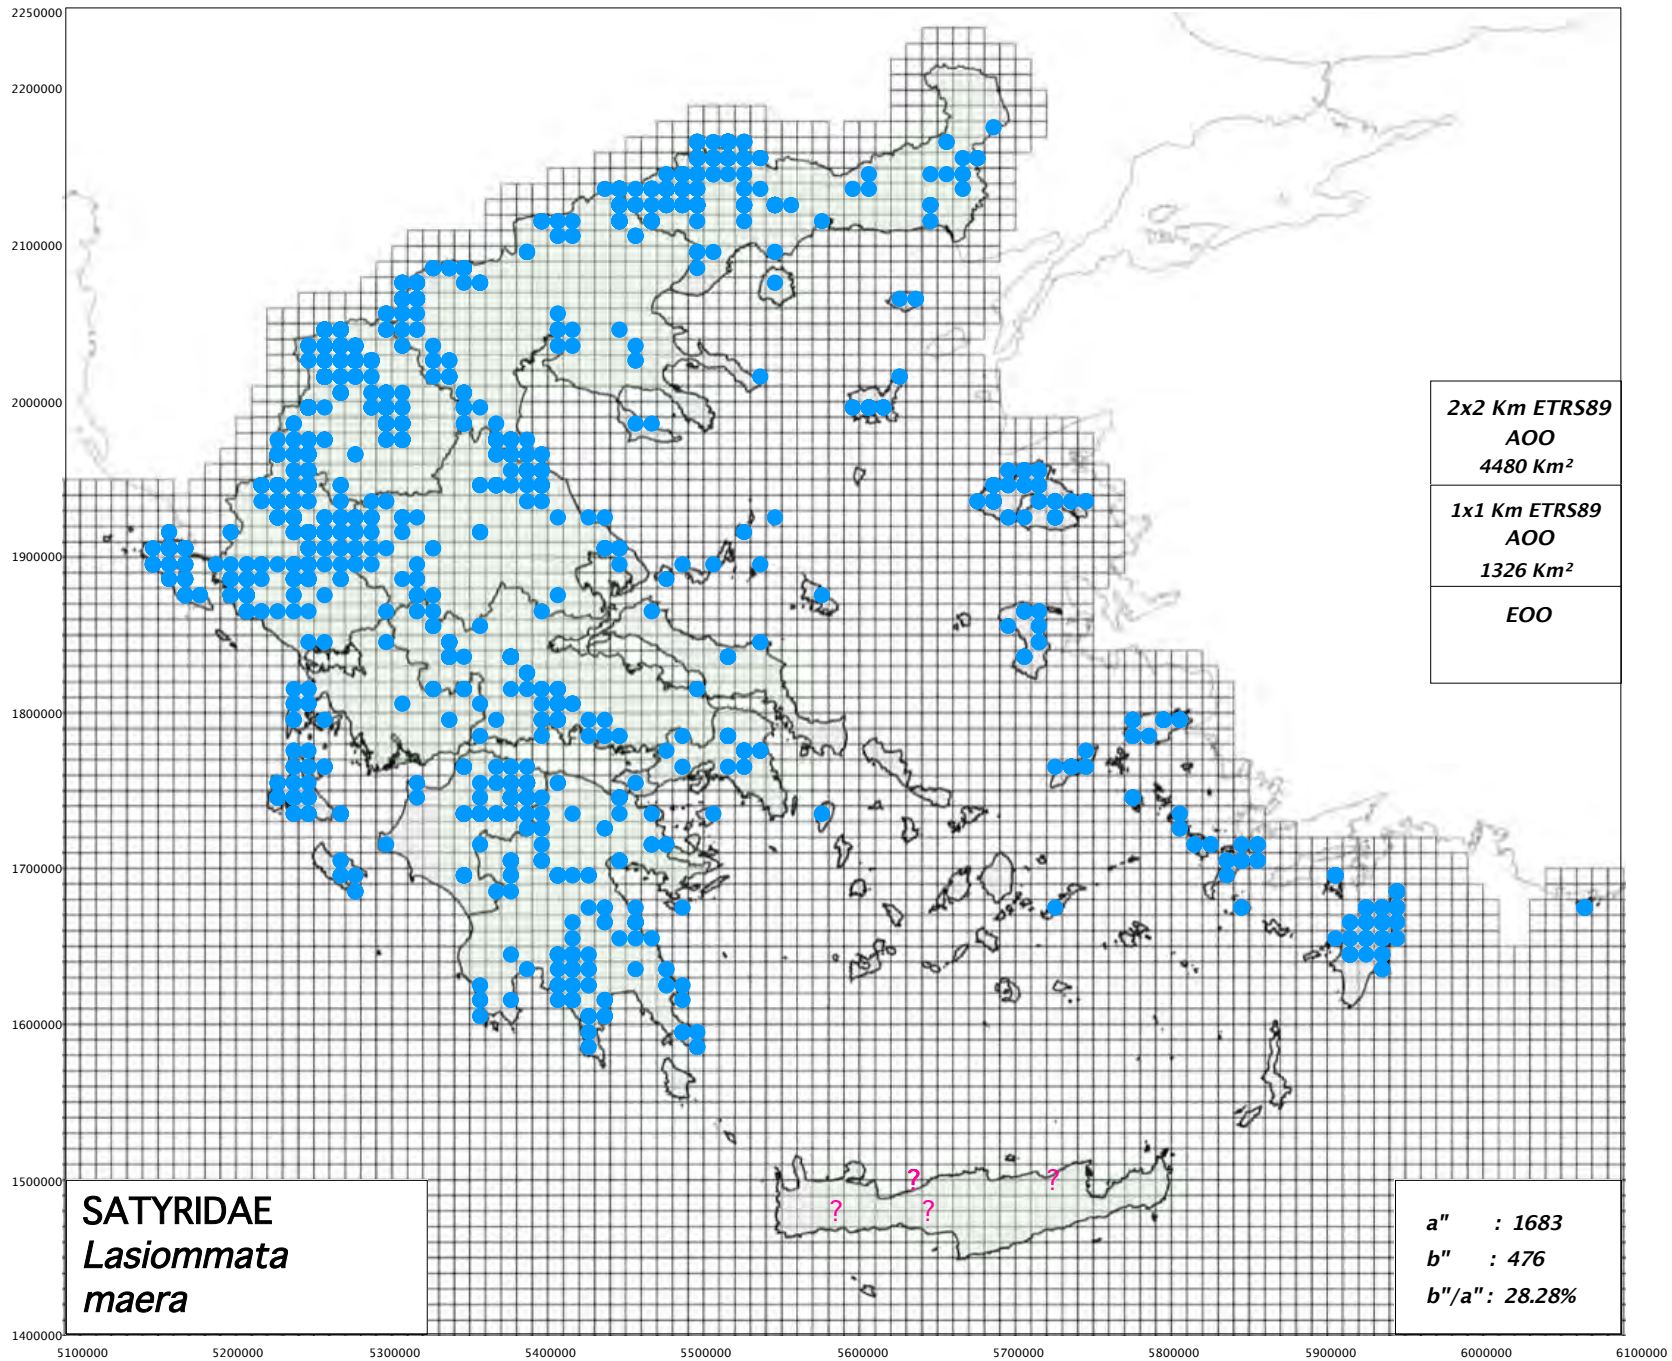 2250000
2200000
2100000
2000000
1900000
1800000
1700000
1600000
1500000
1400000
2x2 Km ETRS89
AOO
4480 Km²
1x1 Km ETRS89
AOO
1326 Km²
EOO
? ?
? ?
SATYRIDAE
Lasiommata
maera
a" : 1683
b" : 476
b"/a" : 28.28%
5100000 5200000 5300000 5400000 5500000 5600000 5700000 5800000 5900000 6000000 6100000